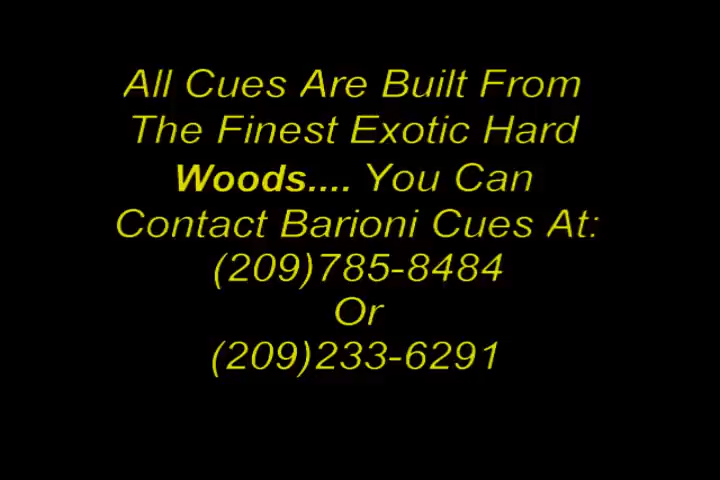 All Cues Are Built From
The Finest Exotic Hard
Woods.... You Can
Contact Barioni Cues At:
(209)785-8484
Or
(209)233-6291